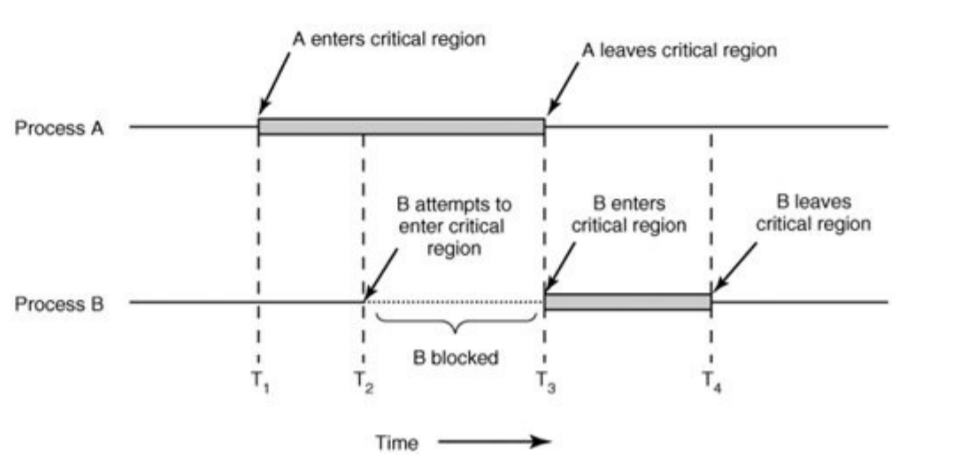 A enters critical region
A leaves critical region
Process A
B attempts to
enter critical
region
B enters
critical region
B leaves
critical region
Process B
B blocked
T1
T2
T3
T4
Time